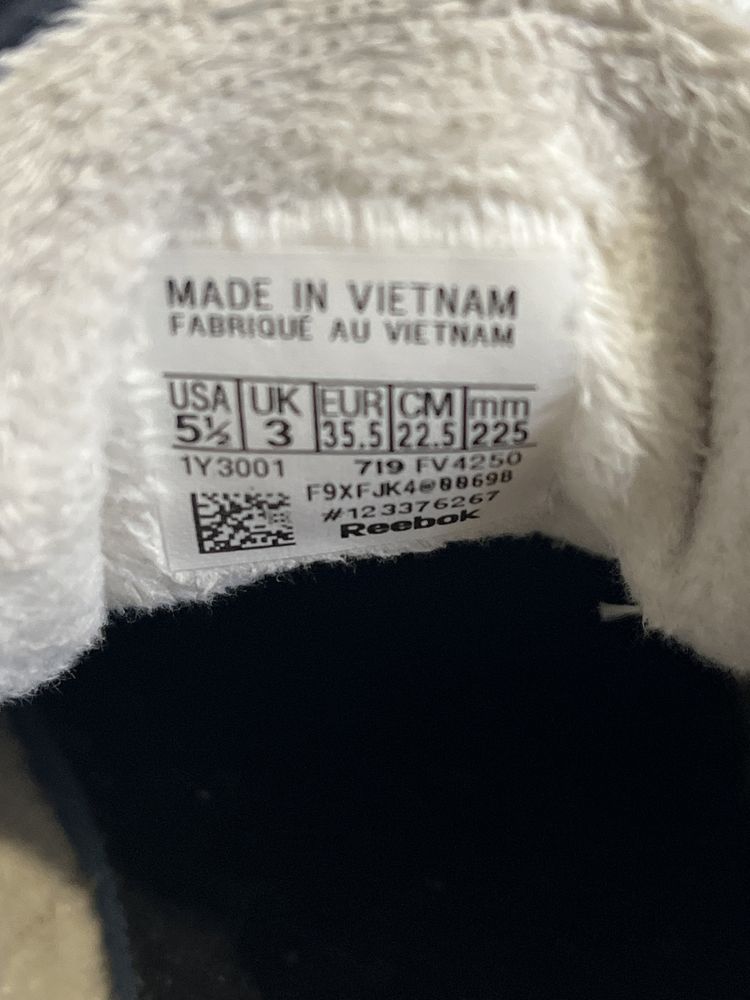 MADE IN VIETNAM
FABRIQUÉ AU VIETNAM
USA UK EUR CM mm
5½ 3 35.5 22.5 225
1Y3001 719 FV4250
F9XFJK4@00698
#123376267
Reebok